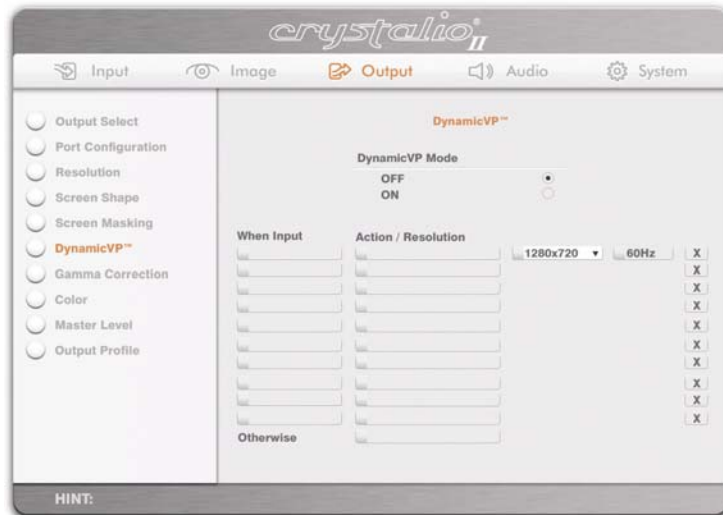 crystalio® II
Input Image Output Audio System
Output Select
Port Configuration
Resolution
Screen Shape
Screen Masking
DynamicVP™
Gamma Correction
Color
Master Level
Output Profile
DynamicVP™
DynamicVP Mode
OFF
ON
When Input Action / Resolution
1280x720 60Hz X
X
X
X
X
X
X
X
X
X
Otherwise
HINT: